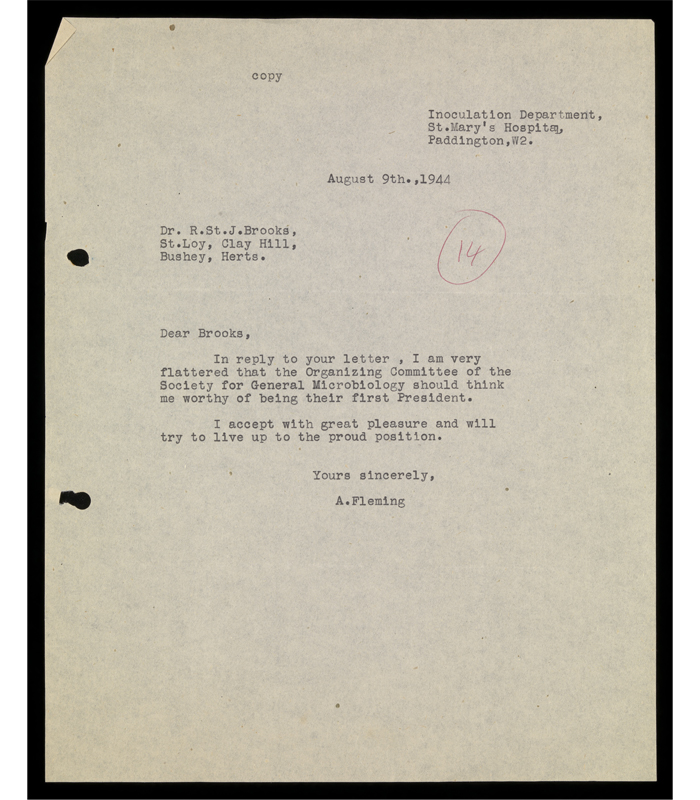 copy
Inoculation Department,
St.Mary's Hospital,
Paddington,W2.
August 9th.,1944
Dr. R.St.J.Brooks,
St.Loy, Clay Hill,
Bushey, Herts.
14
Dear Brooks,
In reply to your letter , I am very
flattered that the Organizing Committee of the
Society for General Microbiology should think
me worthy of being their first President.
I accept with great pleasure and will
try to live up to the proud position.
Yours sincerely,
A.Fleming